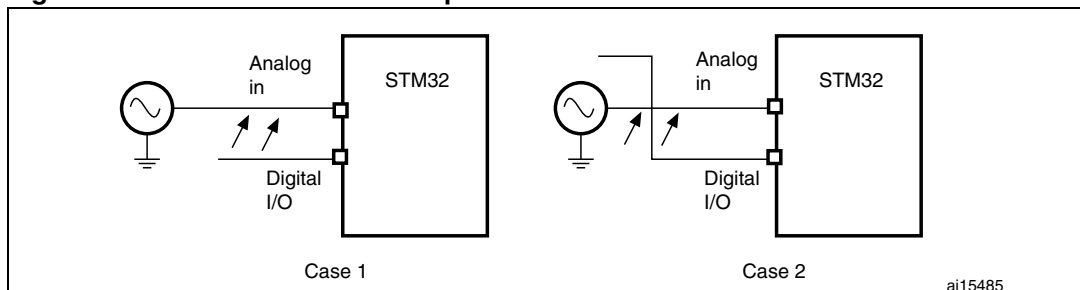 Analog
in
STM32
Digital
I/O
Case 1
Analog
in
STM32
Digital
I/O
Case 2
ai15485